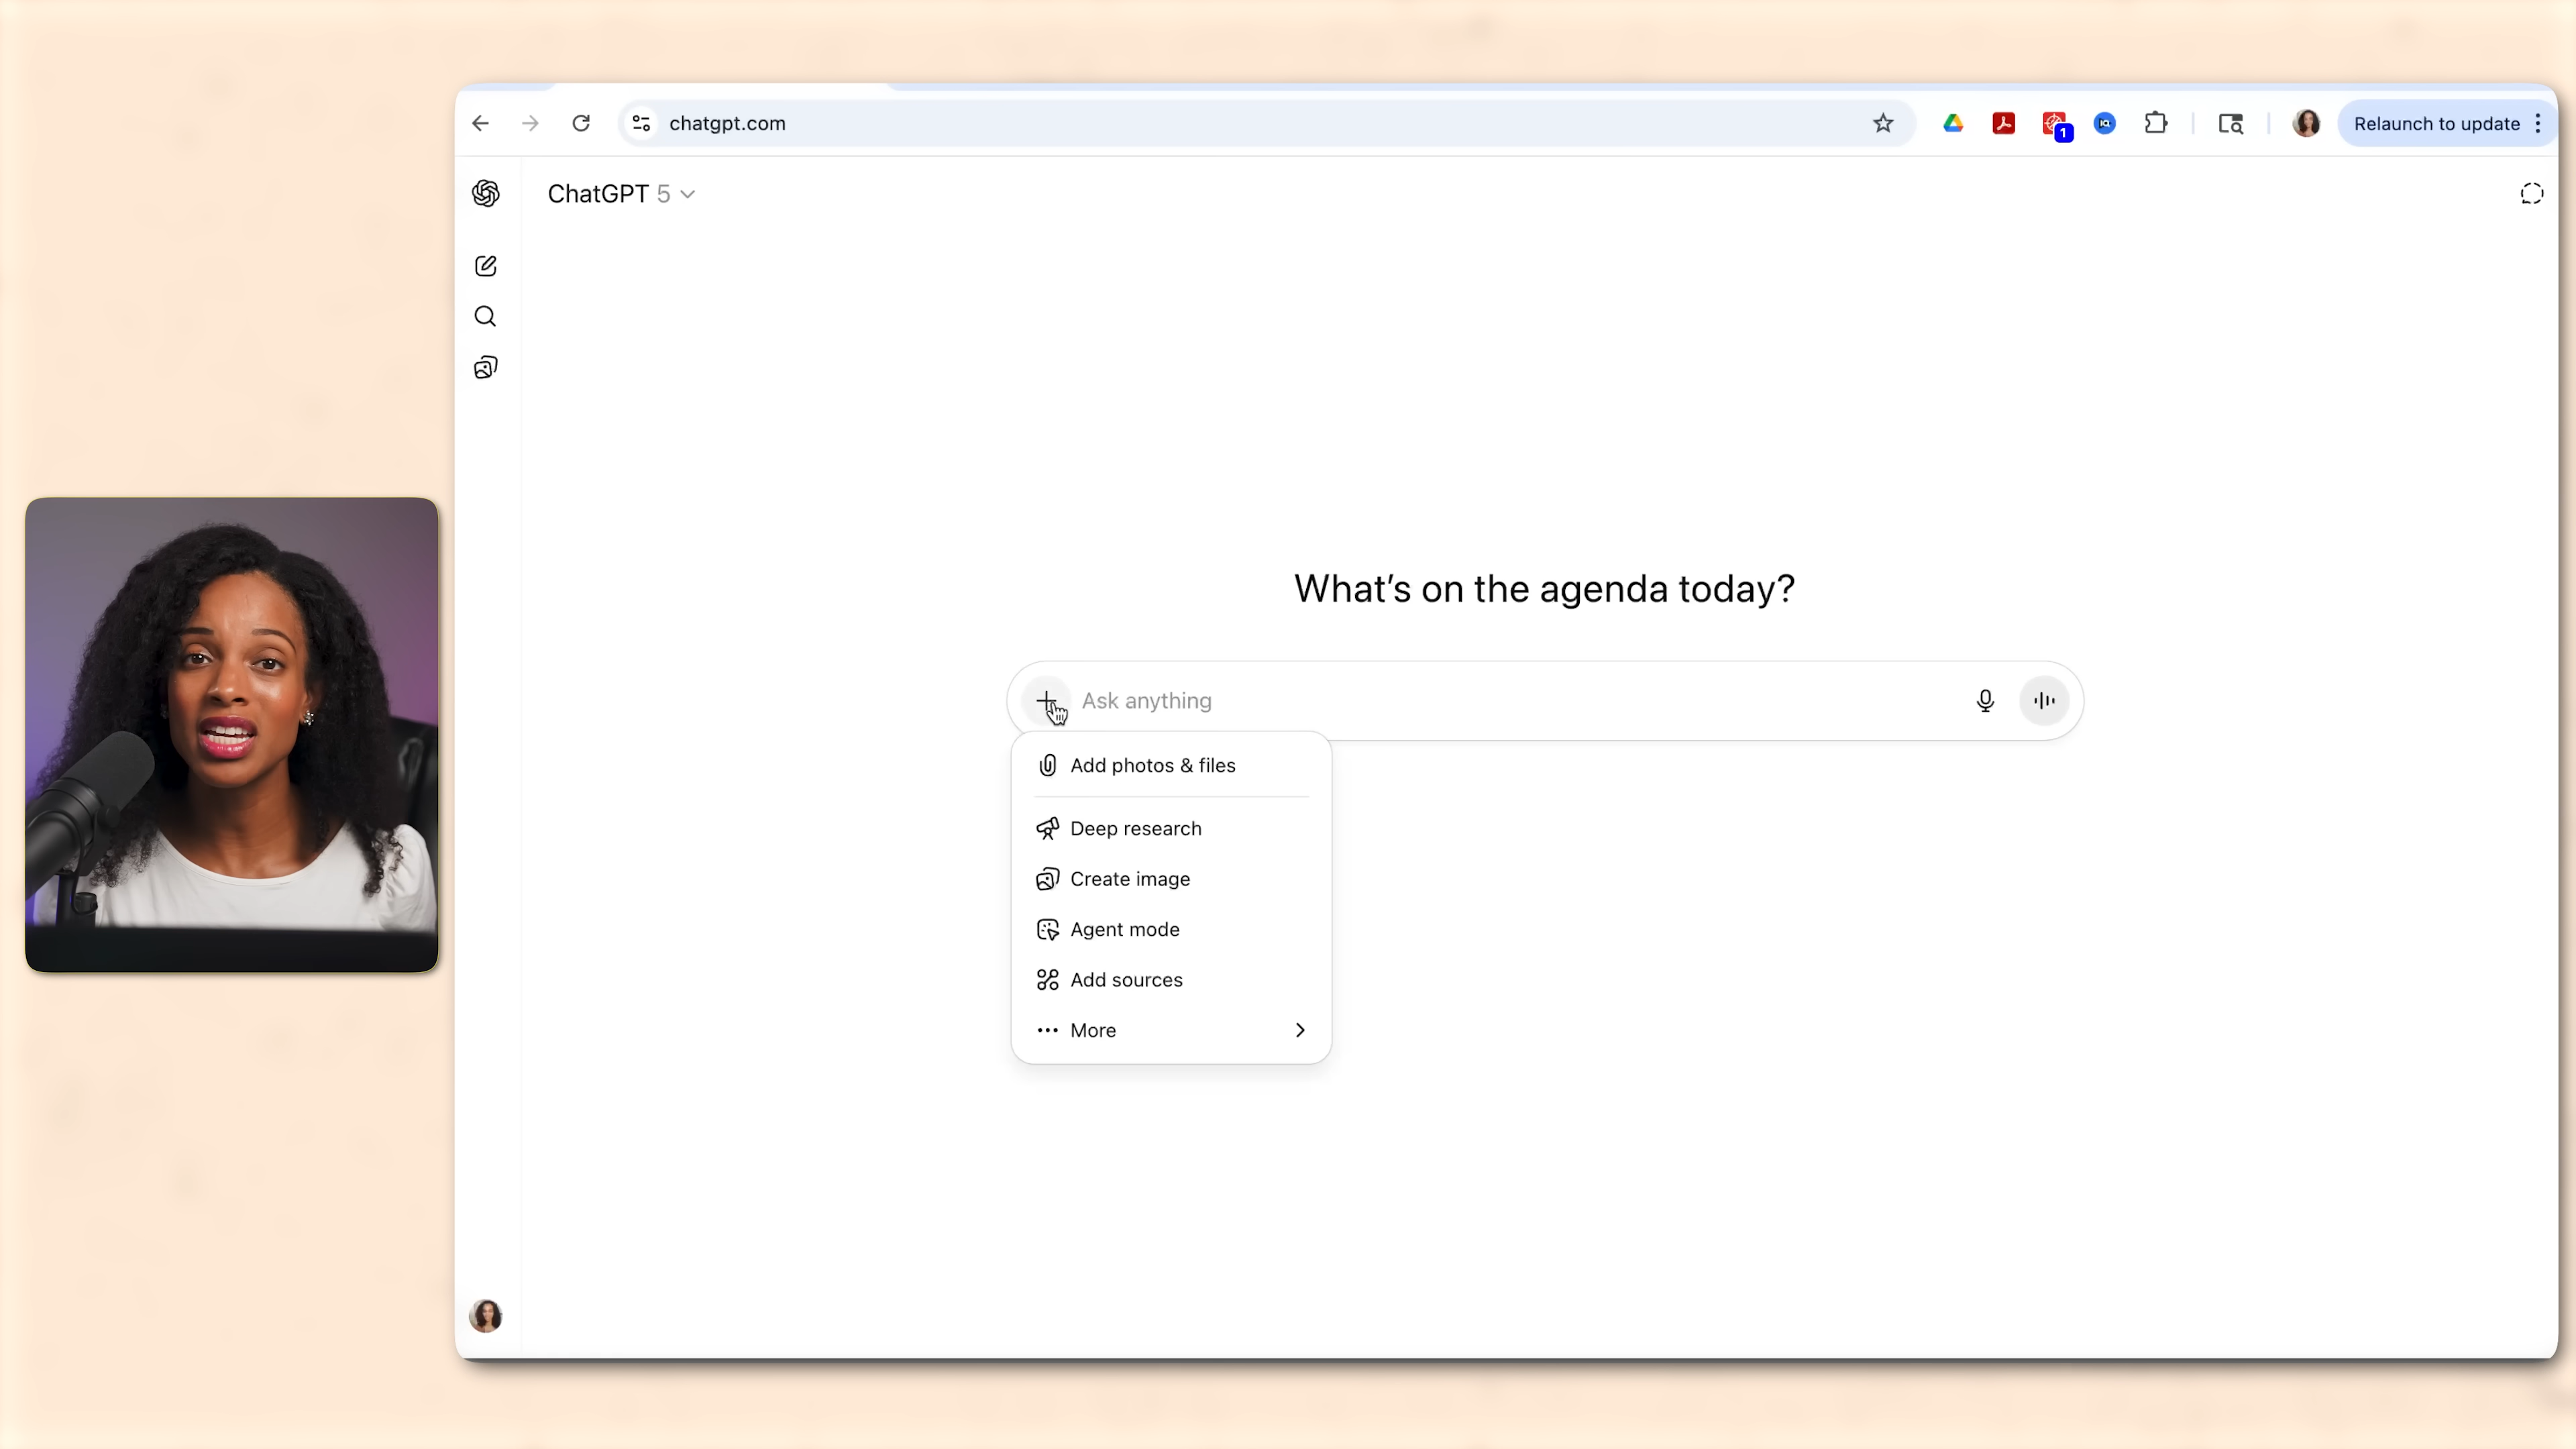 chatgpt.com
1
Relaunch to update
ChatGPT 5
What's on the agenda today?
Ask anything
Add photos & files
Deep research
Create image
Agent mode
Add sources
More